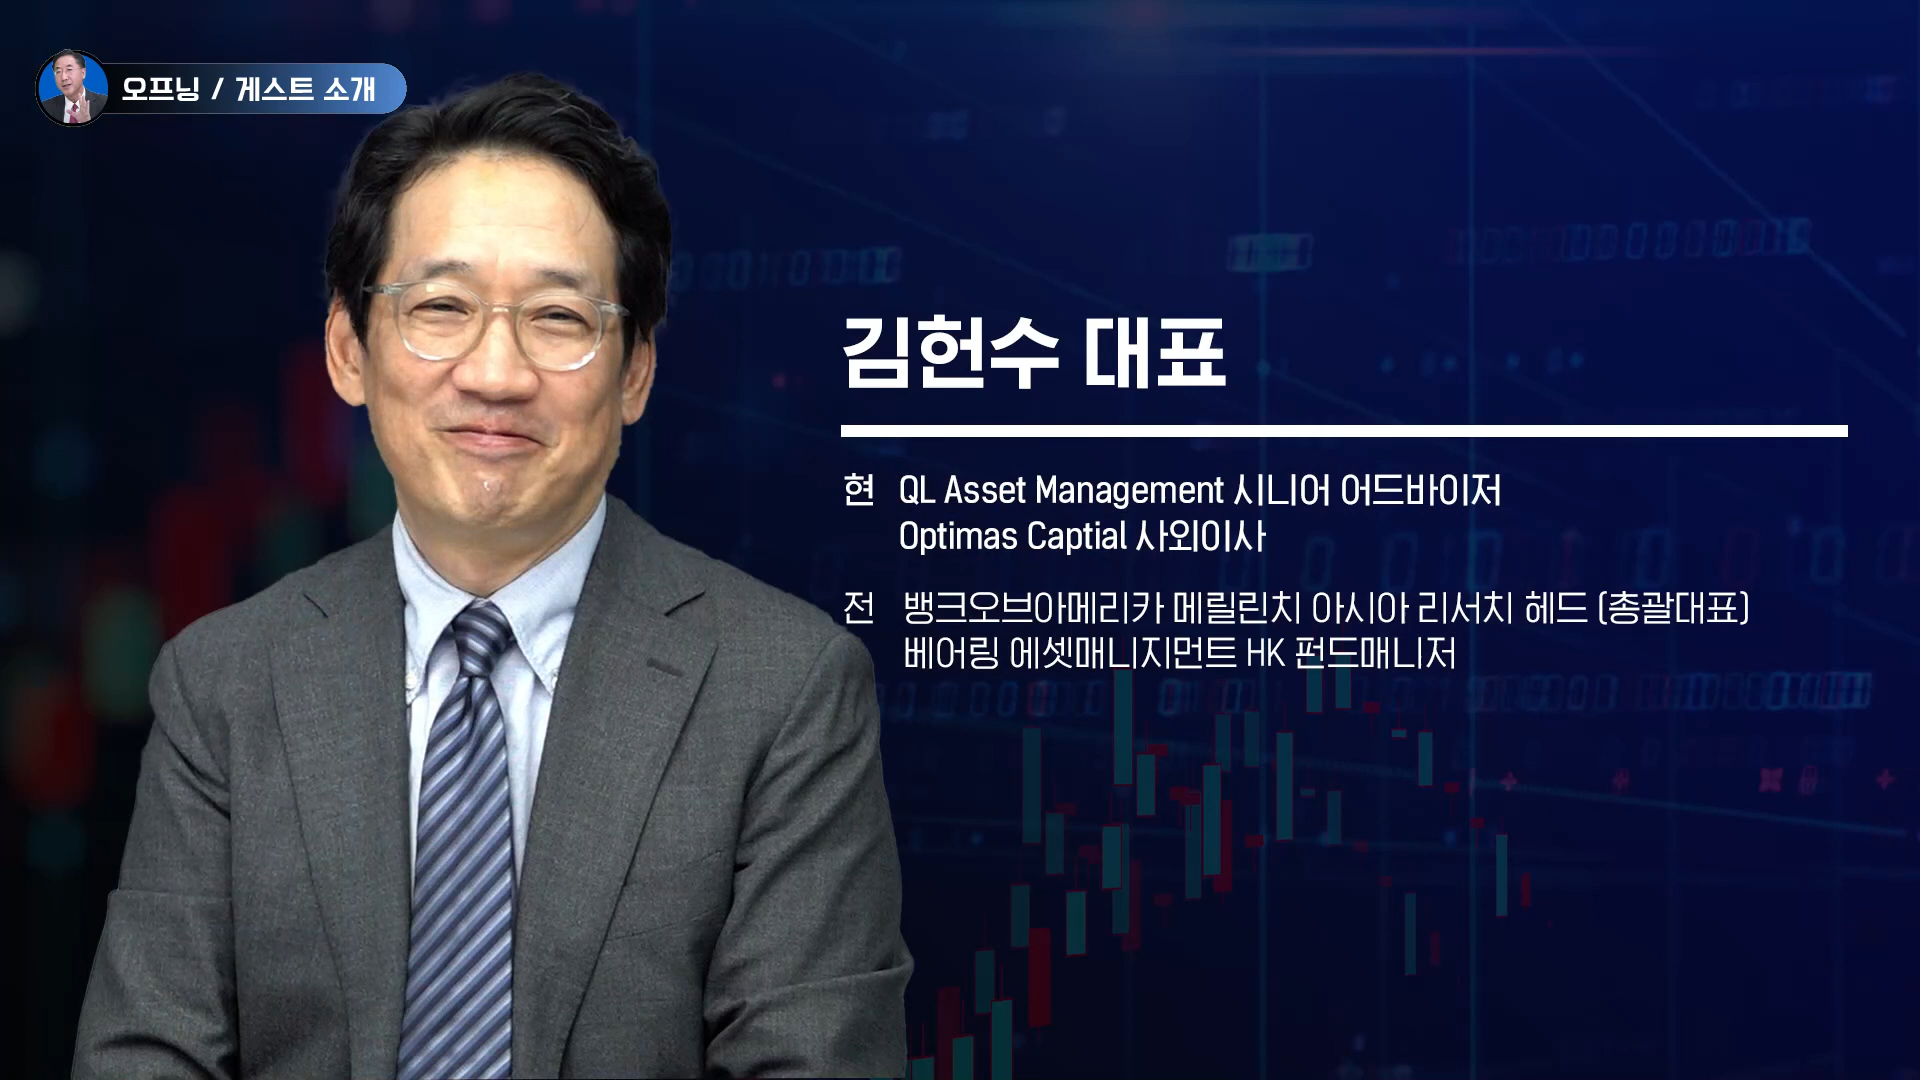 오프닝 / 게스트 소개
김헌수 대표
현 QL Asset Management 시니어 어드바이저
Optimas Captial 사외이사
전 뱅크오브아메리카 메릴린치 아시아 리서치 헤드 (총괄대표)
베어링 에셋매니지먼트 HK 펀드매니저